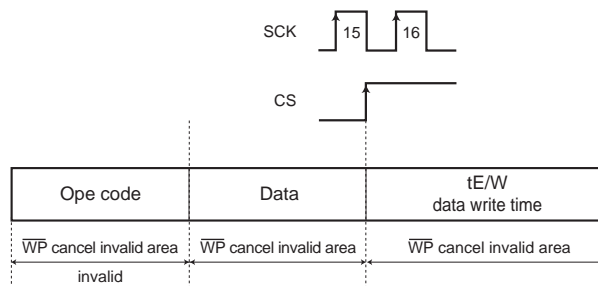 SCK 15 16
CS
Ope code Data tE/W
data write time
WP cancel invalid area WP cancel invalid area WP cancel invalid area
invalid